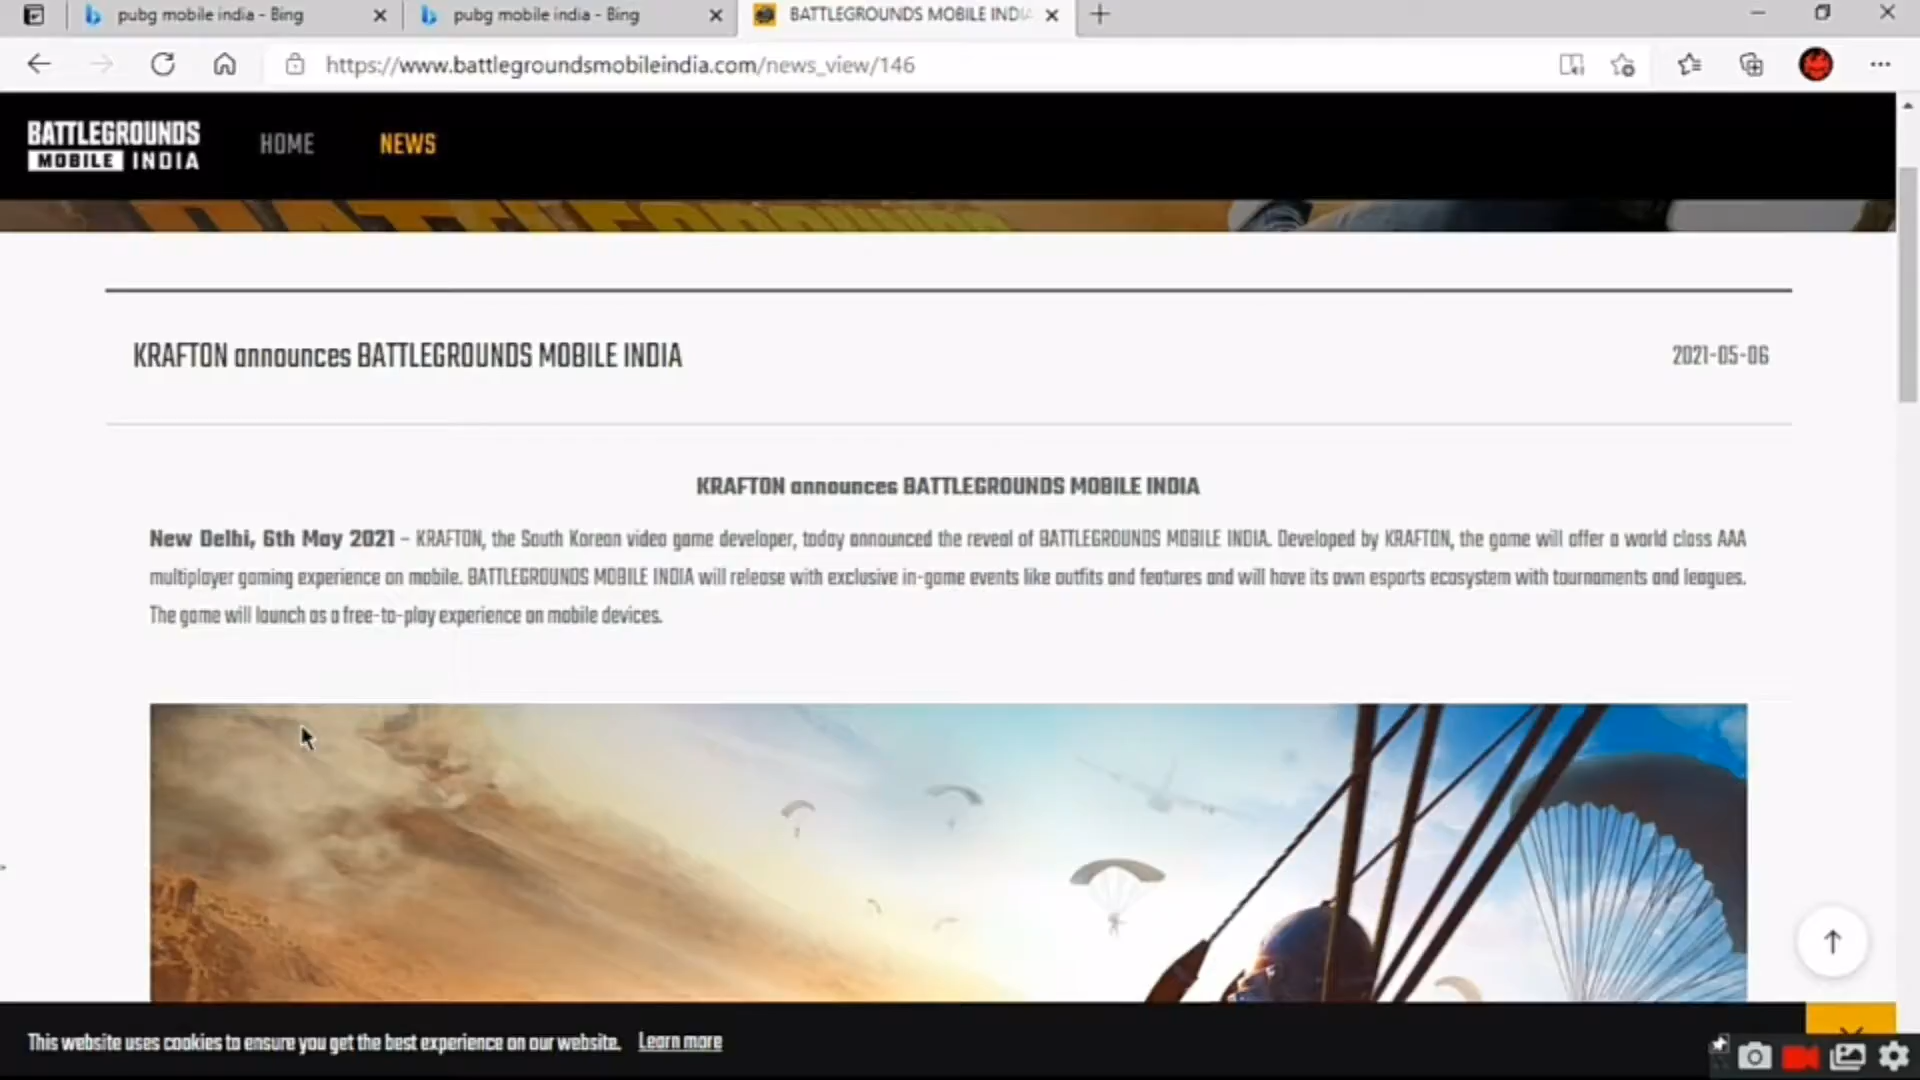 pubg mobile india - Bing
pubg mobile india - Bing
BATTLEGROUNDS MOBILE INDIA
https://www.battlegroundsmobileindia.com/news_view/146
BATTLEGROUNDS
MOBILE INDIA
HOME
NEWS
KRAFTON announces BATTLEGROUNDS MOBILE INDIA
2021-05-06
KRAFTON announces BATTLEGROUNDS MOBILE INDIA
New Delhi, 6th May 2021 – KRAFTON, the South Korean video game developer, today announced the reveal of BATTLEGROUNDS MOBILE INDIA. Developed by KRAFTON, the game will offer a world class AAA
multiplayer gaming experience on mobile. BATTLEGROUNDS MOBILE INDIA will release with exclusive in-game events like outfits and features and will have its own esports ecosystem with tournaments and leagues.
The game will launch as a free-to-play experience on mobile devices.
This website uses cookies to ensure you get the best experience on our website. Learn more